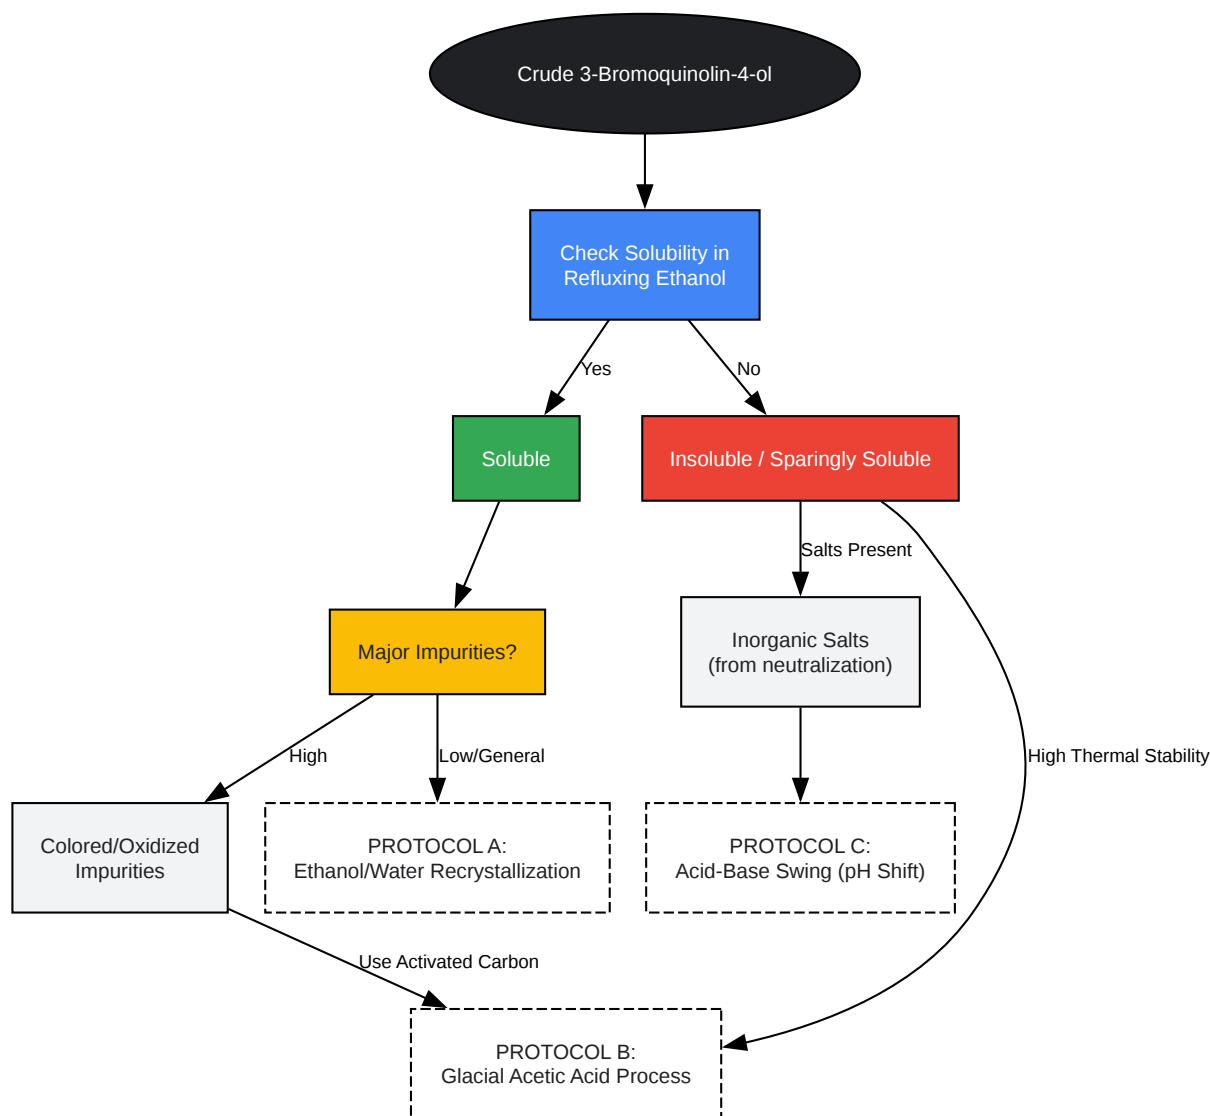 Crude 3-Bromoquinolin-4-ol
Check Solubility in
Refluxing Ethanol
Yes
No
Soluble
Insoluble / Sparingly Soluble
Salts Present
Major Impurities?
Inorganic Salts
(from neutralization)
High
Low/General
High Thermal Stability
Colored/Oxidized
Impurities
PROTOCOL A:
Ethanol/Water Recrystallization
PROTOCOL C:
Acid-Base Swing (pH Shift)
Use Activated Carbon
PROTOCOL B:
Glacial Acetic Acid Process